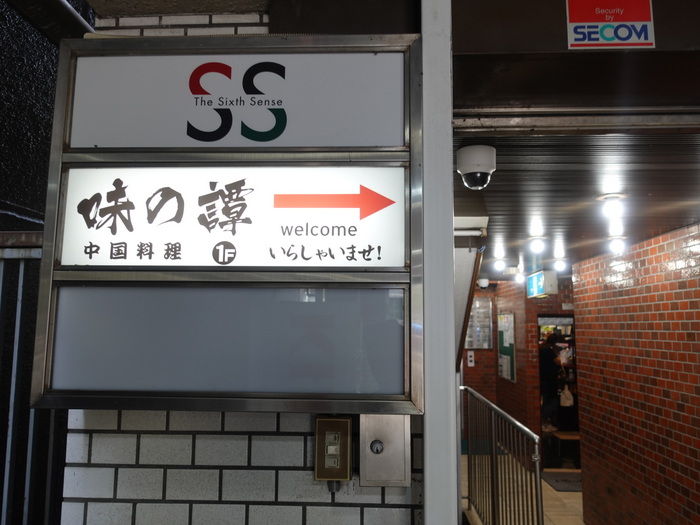 Security
by
SECOM
SS
The Sixth Sense
味の譚
welcome
中国料理 1F いらしゃいませ!